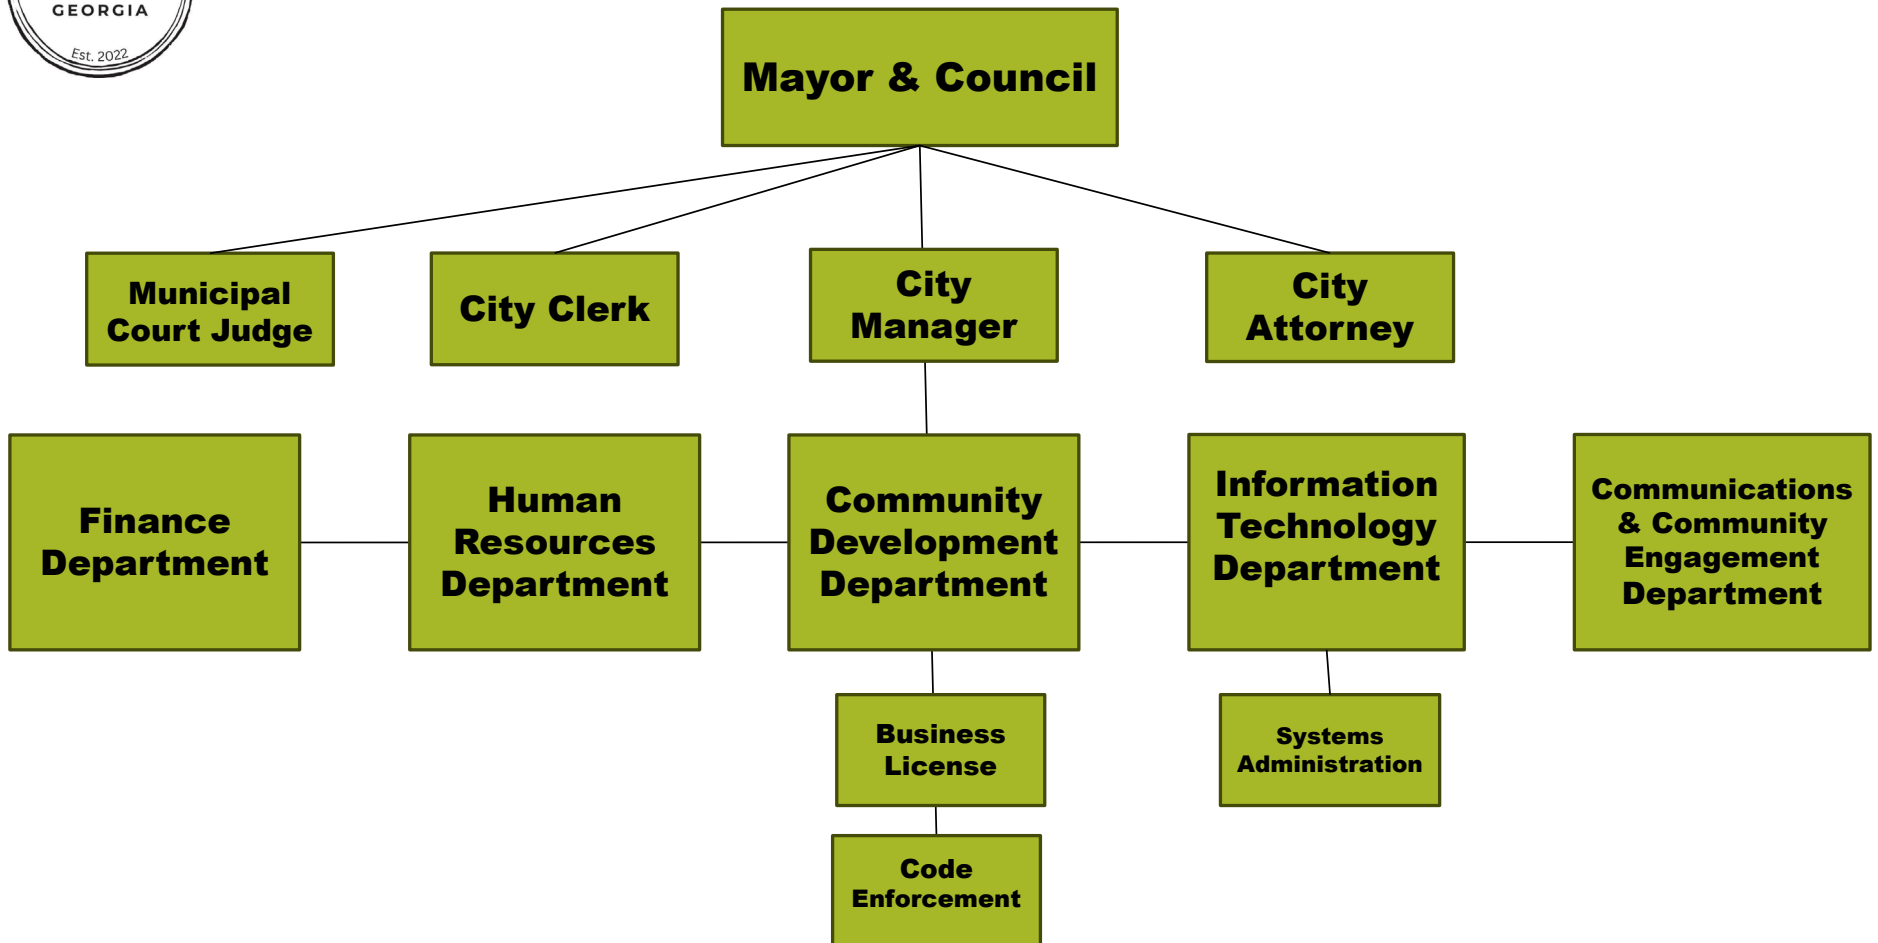 GEORGIA
Est. 2022
Mayor & Council
Municipal
Court Judge
City Clerk
City
Manager
City
Attorney
Finance
Department
Human
Resources
Department
Community
Development
Department
Information
Technology
Department
Communications
& Community
Engagement
Department
Business
License
Systems
Administration
Code
Enforcement